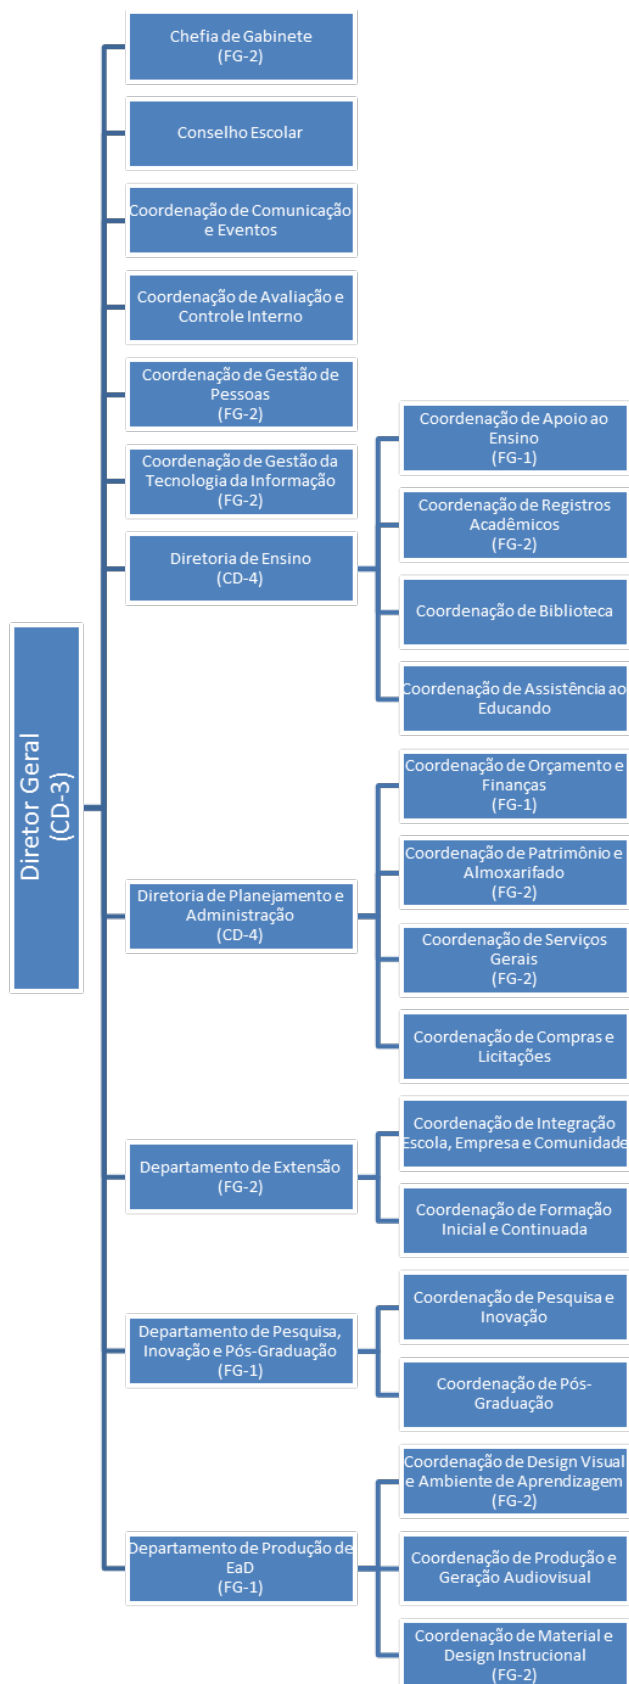 Diretor Geral
(CD-3)
Chefia de Gabinete
(FG-2)
Conselho Escolar
Coordenação de Comunicação
e Eventos
Coordenação de Avaliação e
Controle Interno
Coordenação de Gestão de
Pessoas
(FG-2)
Coordenação de Gestão da
Tecnologia da Informação
(FG-2)
Diretoria de Ensino
(CD-4)
Coordenação de Apoio ao
Ensino
(FG-1)
Coordenação de Registros
Acadêmicos
(FG-2)
Coordenação de Biblioteca
Coordenação de Assistência ao
Educando
Diretoria de Planejamento e
Administração
(CD-4)
Coordenação de Orçamento e
Finanças
(FG-1)
Coordenação de Patrimônio e
Almoxarifado
(FG-2)
Coordenação de Serviços
Gerais
(FG-2)
Coordenação de Compras e
Licitações
Departamento de Extensão
(FG-2)
Coordenação de Integração
Escola, Empresa e Comunidade
Coordenação de Formação
Inicial e Continuada
Departamento de Pesquisa,
Inovação e Pós-Graduação
(FG-1)
Coordenação de Pesquisa e
Inovação
Coordenação de Pós-
Graduação
Departamento de Produção de
EaD
(FG-1)
Coordenação de Design Visual
e Ambiente de Aprendizagem
(FG-2)
Coordenação de Produção e
Geração Audiovisual
Coordenação de Material e
Design Instrucional
(FG-2)